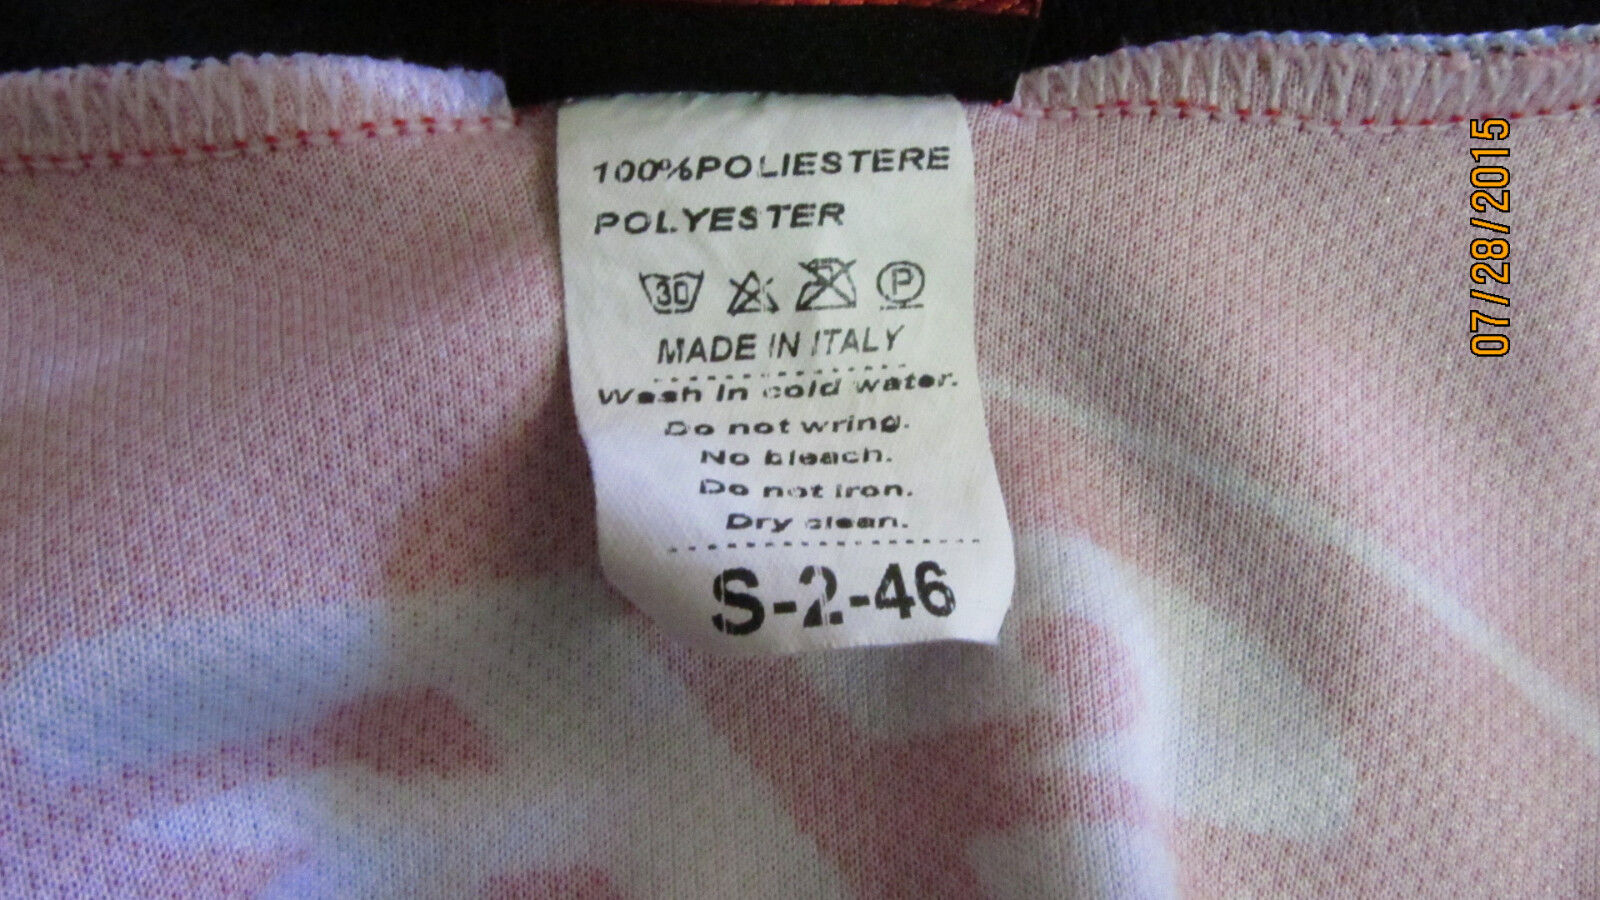 100%POLIESTERE
POLYESTER
30 P
MADE IN ITALY
Wash in cold water.
Do not wring.
No bleach.
Do not iron.
Dry clean.
S-2-46
07/28/2015